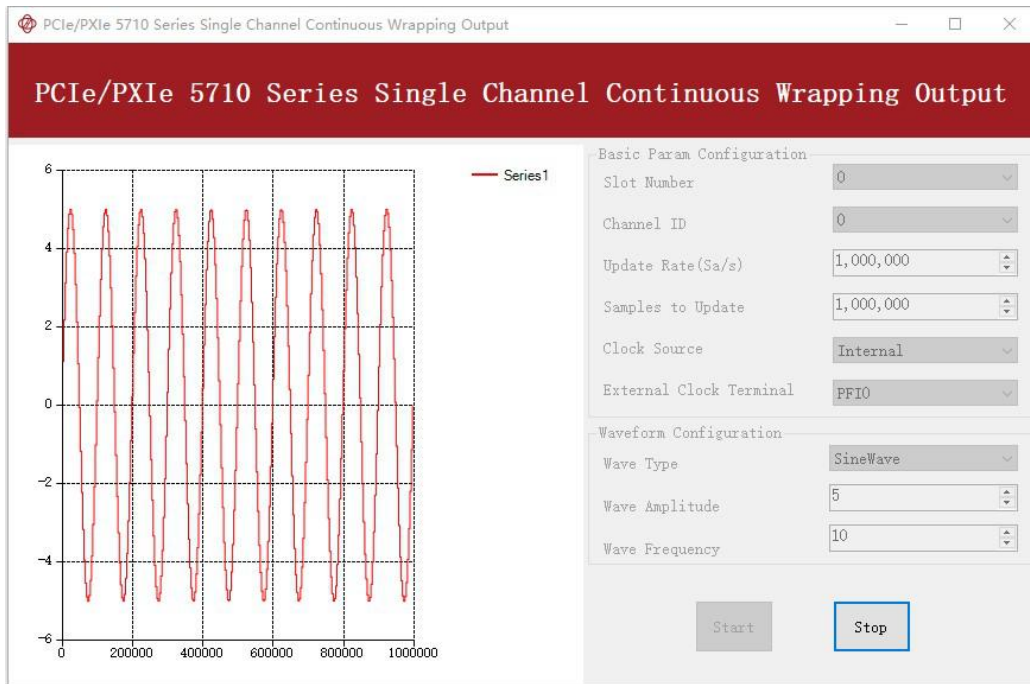 PCIe/PXIe 5710 Series Single Channel Continuous Wrapping Output
PCIe/PXIe 5710 Series Single Channel Continuous Wrapping Output
6
4
2
0
-2
-4
-6
0 200000 400000 600000 800000 1000000
Series1
Basic Param Configuration
Slot Number 0
Channel ID 0
Update Rate(Sa/s) 1,000,000
Samples to Update 1,000,000
Clock Source Internal
External Clock Terminal PFI0
Waveform Configuration
Wave Type SineWave
Wave Amplitude 5
Wave Frequency 10
Start Stop